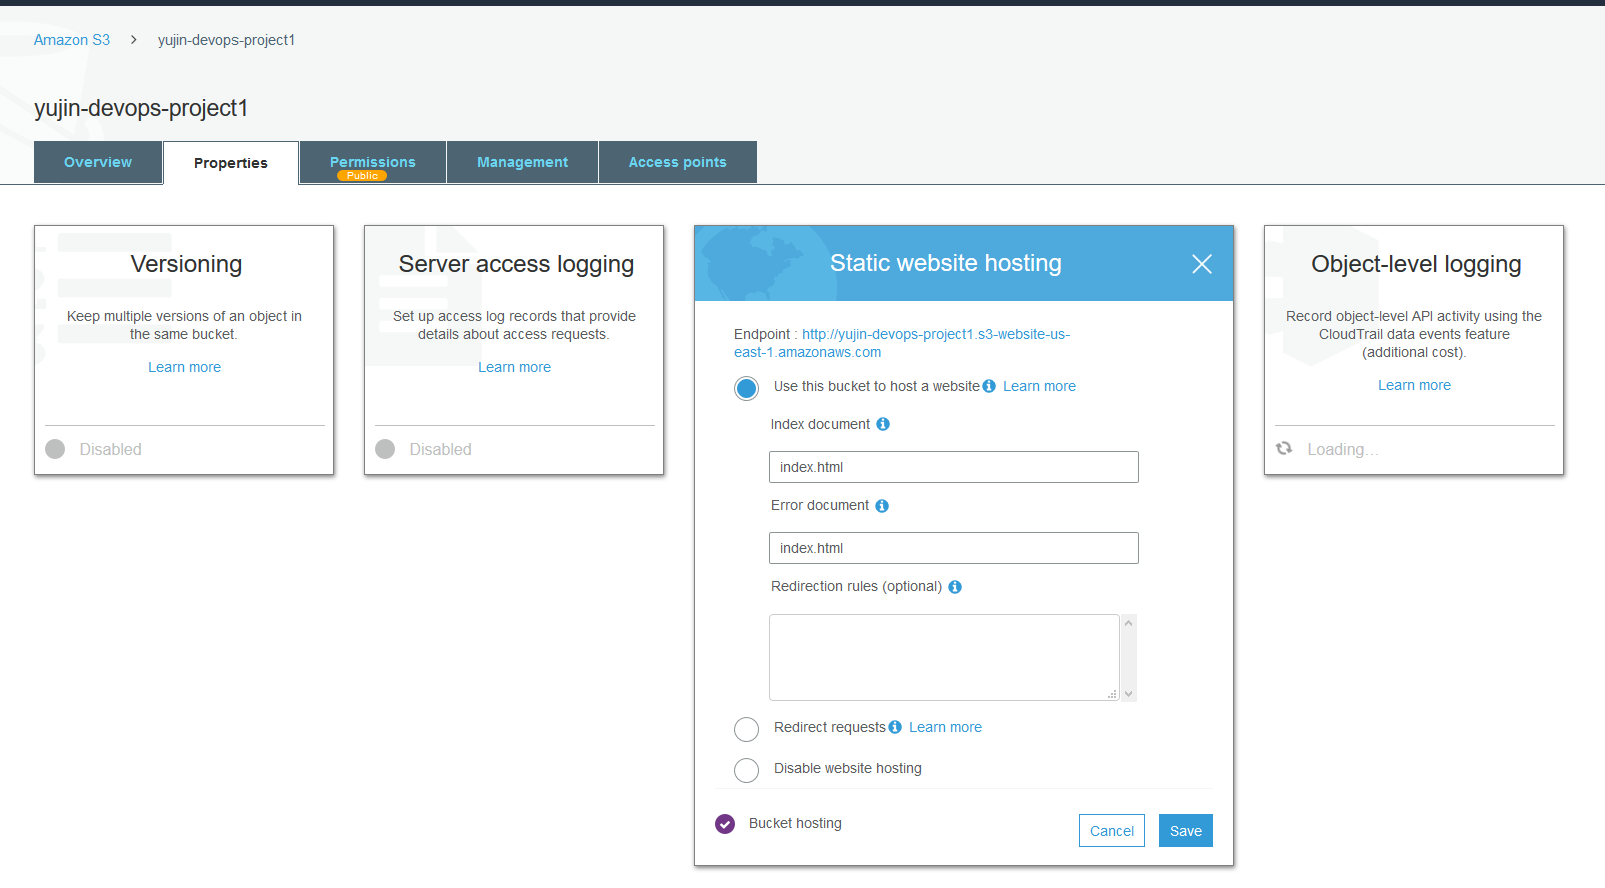 Amazon S3 > yujin-devops-project1
yujin-devops-project1
Overview
Properties
Permissions
Public
Management
Access points
Versioning
Keep multiple versions of an object in
the same bucket.
Learn more
Disabled
Server access logging
Set up access log records that provide
details about access requests.
Learn more
Disabled
Static website hosting
Endpoint : http://yujin-devops-project1.s3-website-us-
east-1.amazonaws.com
Use this bucket to host a website Learn more
Index document
index.html
Error document
index.html
Redirection rules (optional)
Redirect requests Learn more
Disable website hosting
Bucket hosting
Cancel
Save
Object-level logging
Record object-level API activity using the
CloudTrail data events feature
(additional cost).
Learn more
Loading...